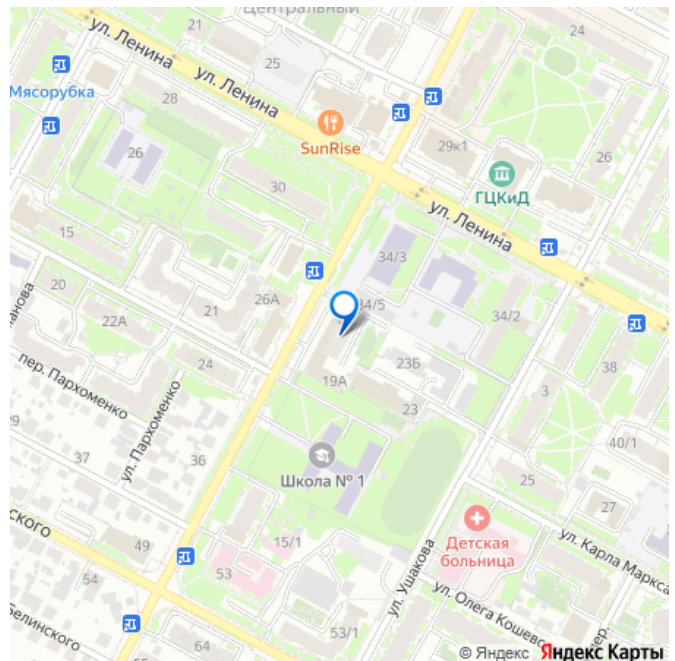 Центральный
21
24
ул. Ленина
25
ул. Ленина
Мясорубка
28
SunRise
29к1
26
26
ГЦКиД
30
ул. Ленина
15
34/3
20
26А
21
34/5
22А
34/2
24
23Б
38
пер. Пархоменко
19А
3
23
ул. Пархоменко
40/1
37
36
Школа № 1
25
27
49
15/1
Детская
больница
ул. Карла Маркса
54
53
ул. Ушакова
ул. Олега Кошевого
53/1
64
© Яндекс Яндекс Карты